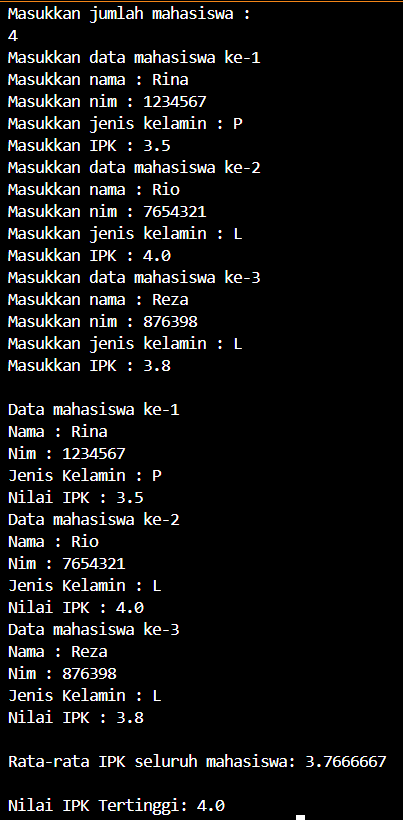 Masukkan jumlah mahasiswa :
4
Masukkan data mahasiswa ke-1
Masukkan nama : Rina
Masukkan nim : 1234567
Masukkan jenis kelamin : P
Masukkan IPK : 3.5
Masukkan data mahasiswa ke-2
Masukkan nama : Rio
Masukkan nim : 7654321
Masukkan jenis kelamin : L
Masukkan IPK : 4.0
Masukkan data mahasiswa ke-3
Masukkan nama : Reza
Masukkan nim : 876398
Masukkan jenis kelamin : L
Masukkan IPK : 3.8

Data mahasiswa ke-1
Nama : Rina
Nim : 1234567
Jenis Kelamin : P
Nilai IPK : 3.5
Data mahasiswa ke-2
Nama : Rio
Nim : 7654321
Jenis Kelamin : L
Nilai IPK : 4.0
Data mahasiswa ke-3
Nama : Reza
Nim : 876398
Jenis Kelamin : L
Nilai IPK : 3.8

Rata-rata IPK seluruh mahasiswa: 3.7666667

Nilai IPK Tertinggi: 4.0